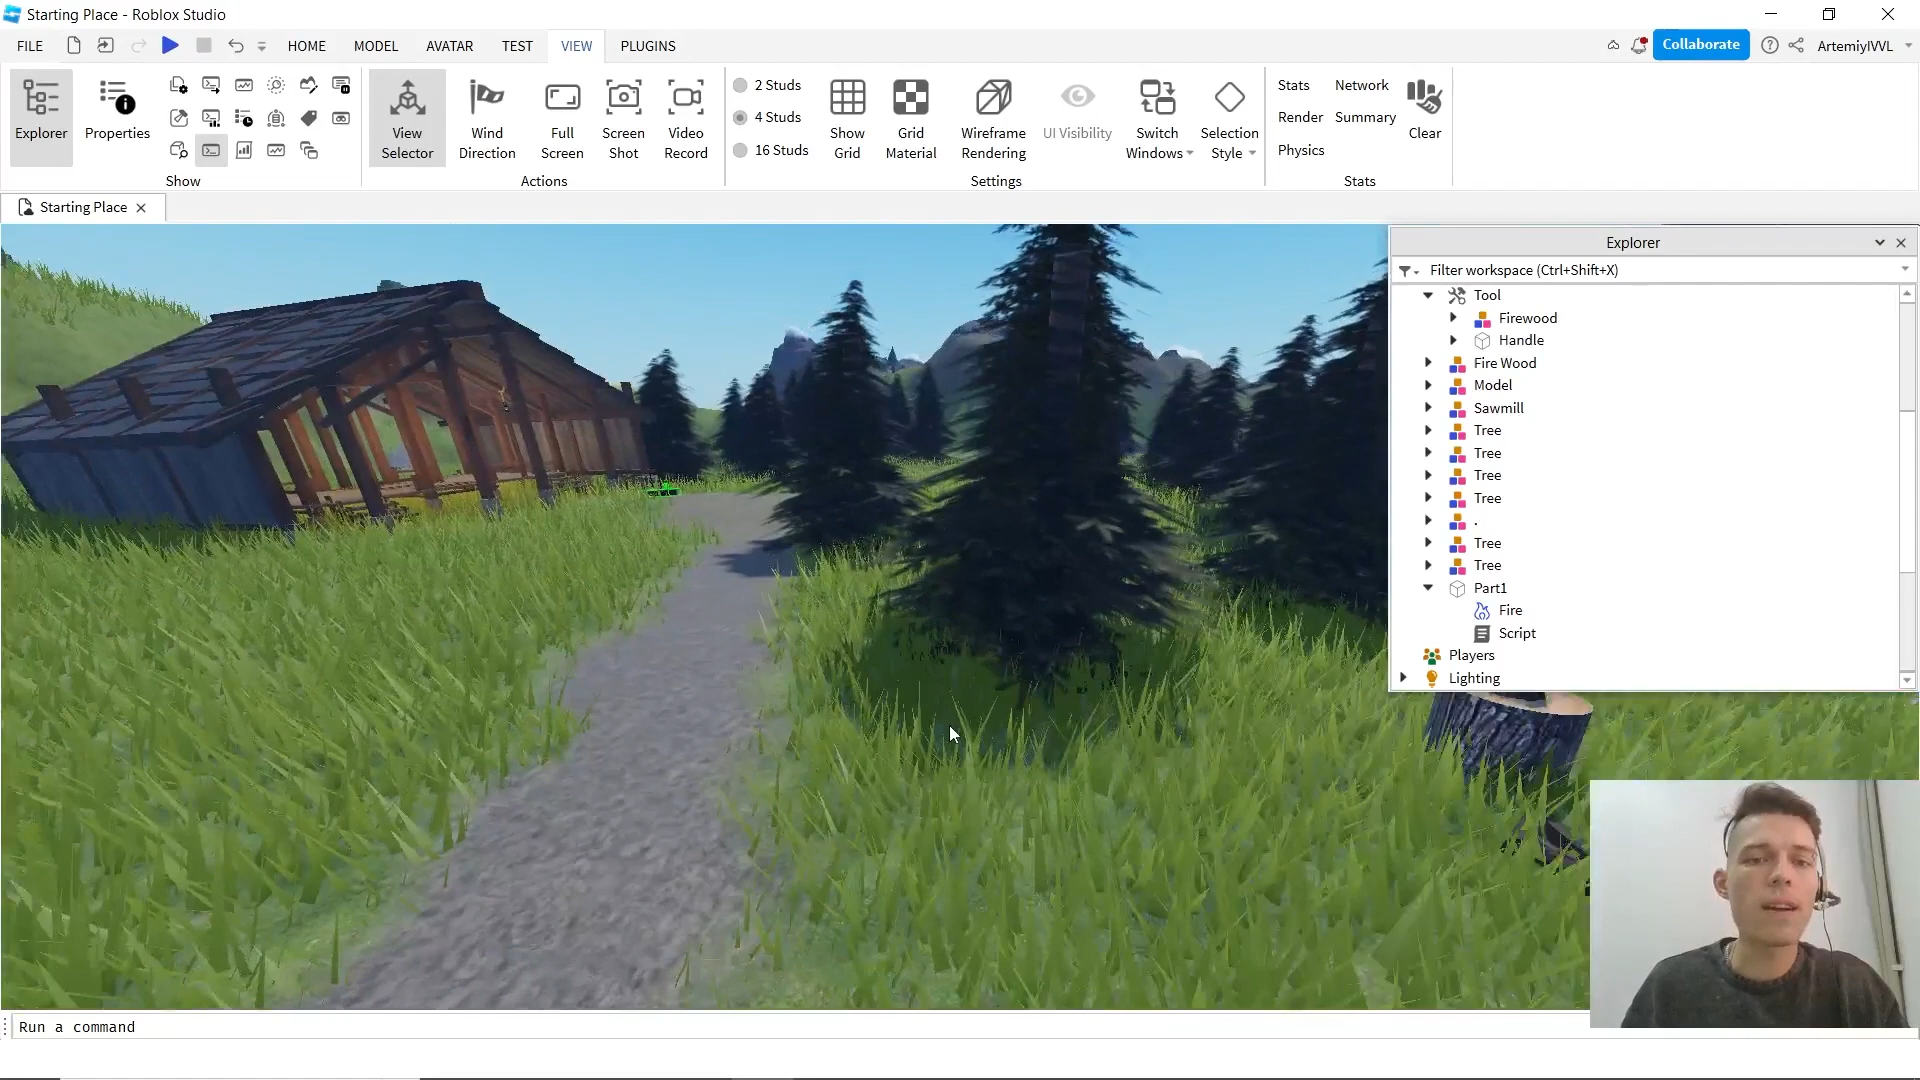 Starting Place - Roblox Studio
FILE HOME MODEL AVATAR TEST VIEW PLUGINS Collaborate ArtemiyIVVL
Explorer Properties
Show
View Selector Wind Direction Full Screen Screen Shot Video Record
Actions
2 Studs
4 Studs
16 Studs
Show Grid Grid Material Wireframe Rendering UI Visibility Switch Windows Selection Style
Settings
Stats Network
Render Summary
Physics
Clear
Stats
Starting Place
Explorer
Filter workspace (Ctrl+Shift+X)
Tool
Firewood
Handle
Fire Wood
Model
Sawmill
Tree
Tree
Tree
Tree
.
Tree
Tree
Part1
Fire
Script
Players
Lighting
Run a command